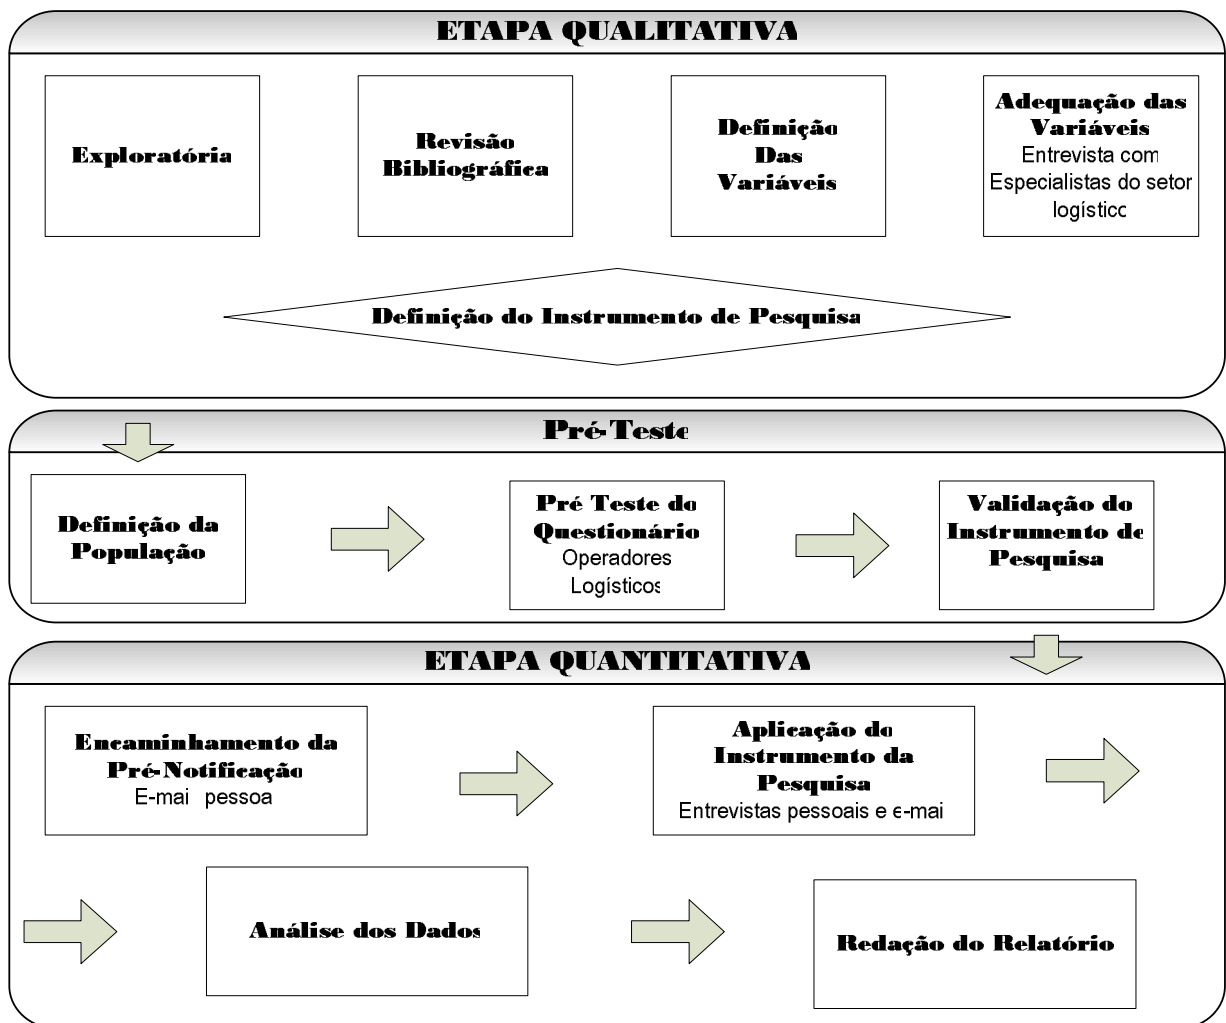 ETAPA QUALITATIVA
Exploratória
Revisão
Bibliográfica
Definição
Das
Variáveis
Adequação das
Variáveis
Entrevista com
Especialistas do setor
logístico
Definição do Instrumento de Pesquisa
Pré-Teste
Definição da
População
Pré Teste do
Questionário
Operadores
Logísticos
Validação do
Instrumento de
Pesquisa
ETAPA QUANTITATIVA
Encaminhamento da
Pré-Notificação
E-mai pessoa
Aplicação do
Instrumento da
Pesquisa
Entrevistas pessoais e e-mai
Análise dos Dados
Redação do Relatório